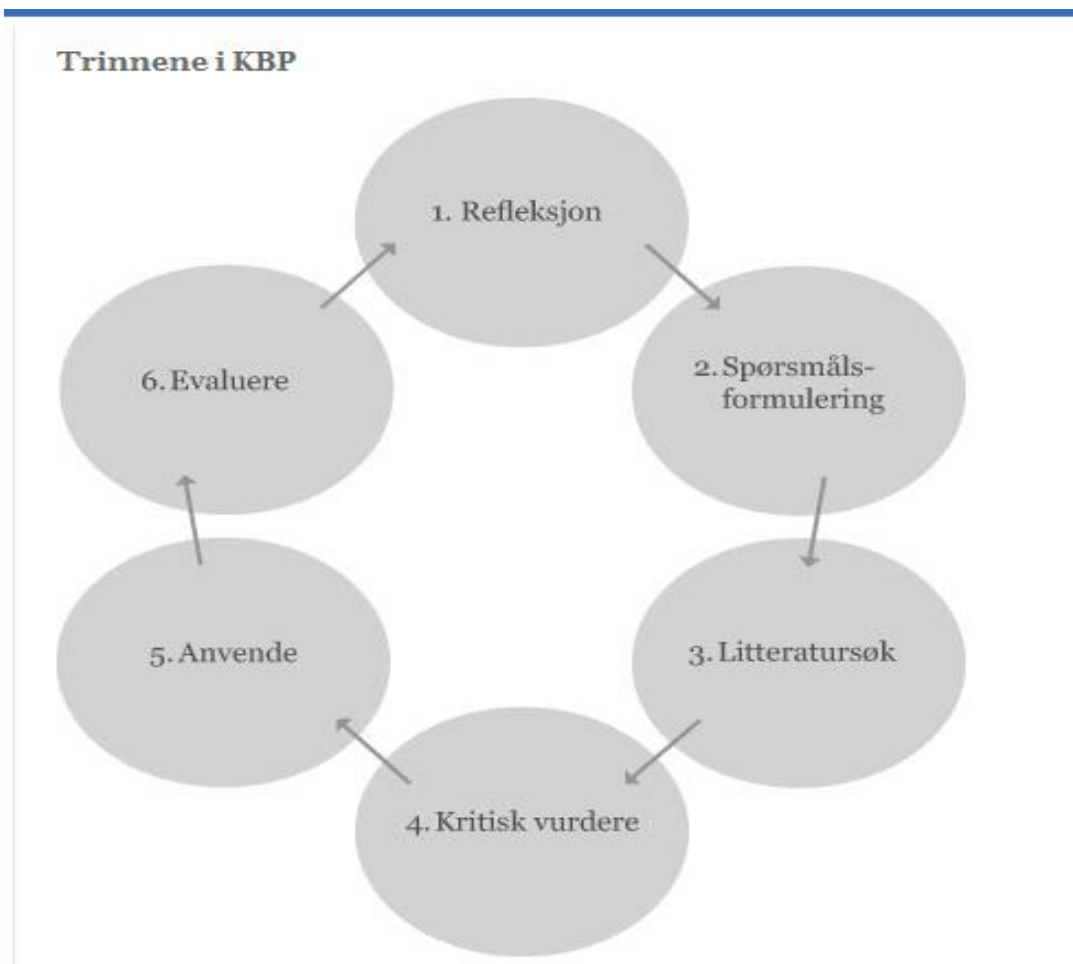 Trinnene i KBP
1. Refleksjon
2. Spørsmåls-
formulering
3. Litteratursøk
4. Kritisk vurdere
5. Anvende
6. Evaluere